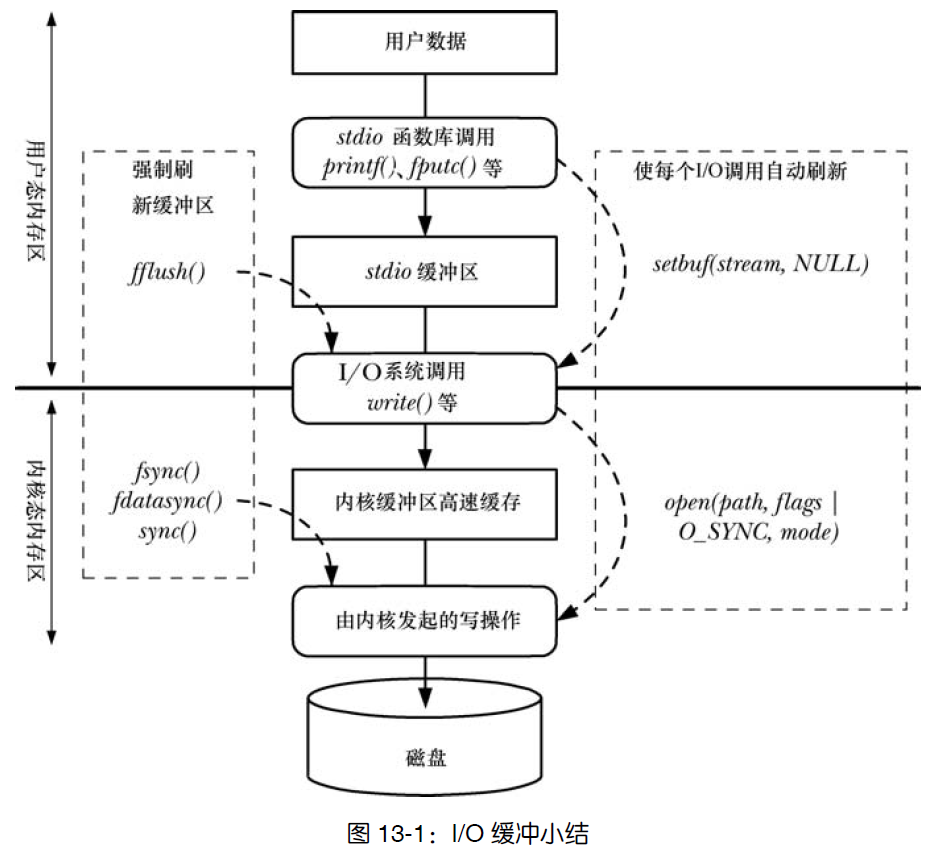 用户数据
stdio 函数库调用
printf()、fputc() 等
用户态内存区
强制刷
新缓冲区
使每个I/O调用自动刷新
fflush()
stdio 缓冲区
setbuf(stream, NULL)
I/O系统调用
write() 等
内核态内存区
fsync()
fdatasync()
sync()
内核缓冲区高速缓存
open(path, flags |
O_SYNC, mode)
由内核发起的写操作
磁盘
图 13-1：I/O 缓冲小结